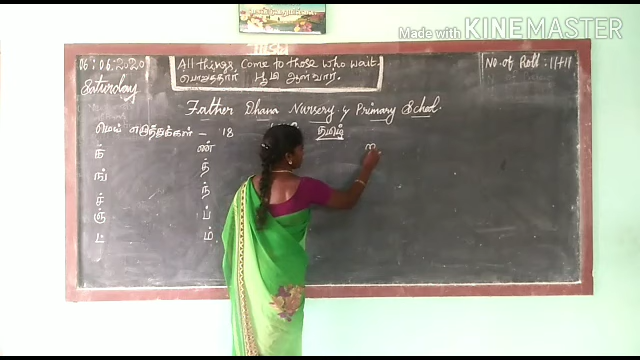 Made with KINEMASTER
06:06:2020
Saturday
All things, Come to those who wait.
பொறுத்தார் பூமி ஆள்வார்.
No. of Roll : 11+11
Father Dhana Nursery & Primary School.
மெய் எழுத்துக்கள் - 18
தமிழ்
க் ண்
ங் த்
ச் ந்
ஞ் ப்
ட் ம்